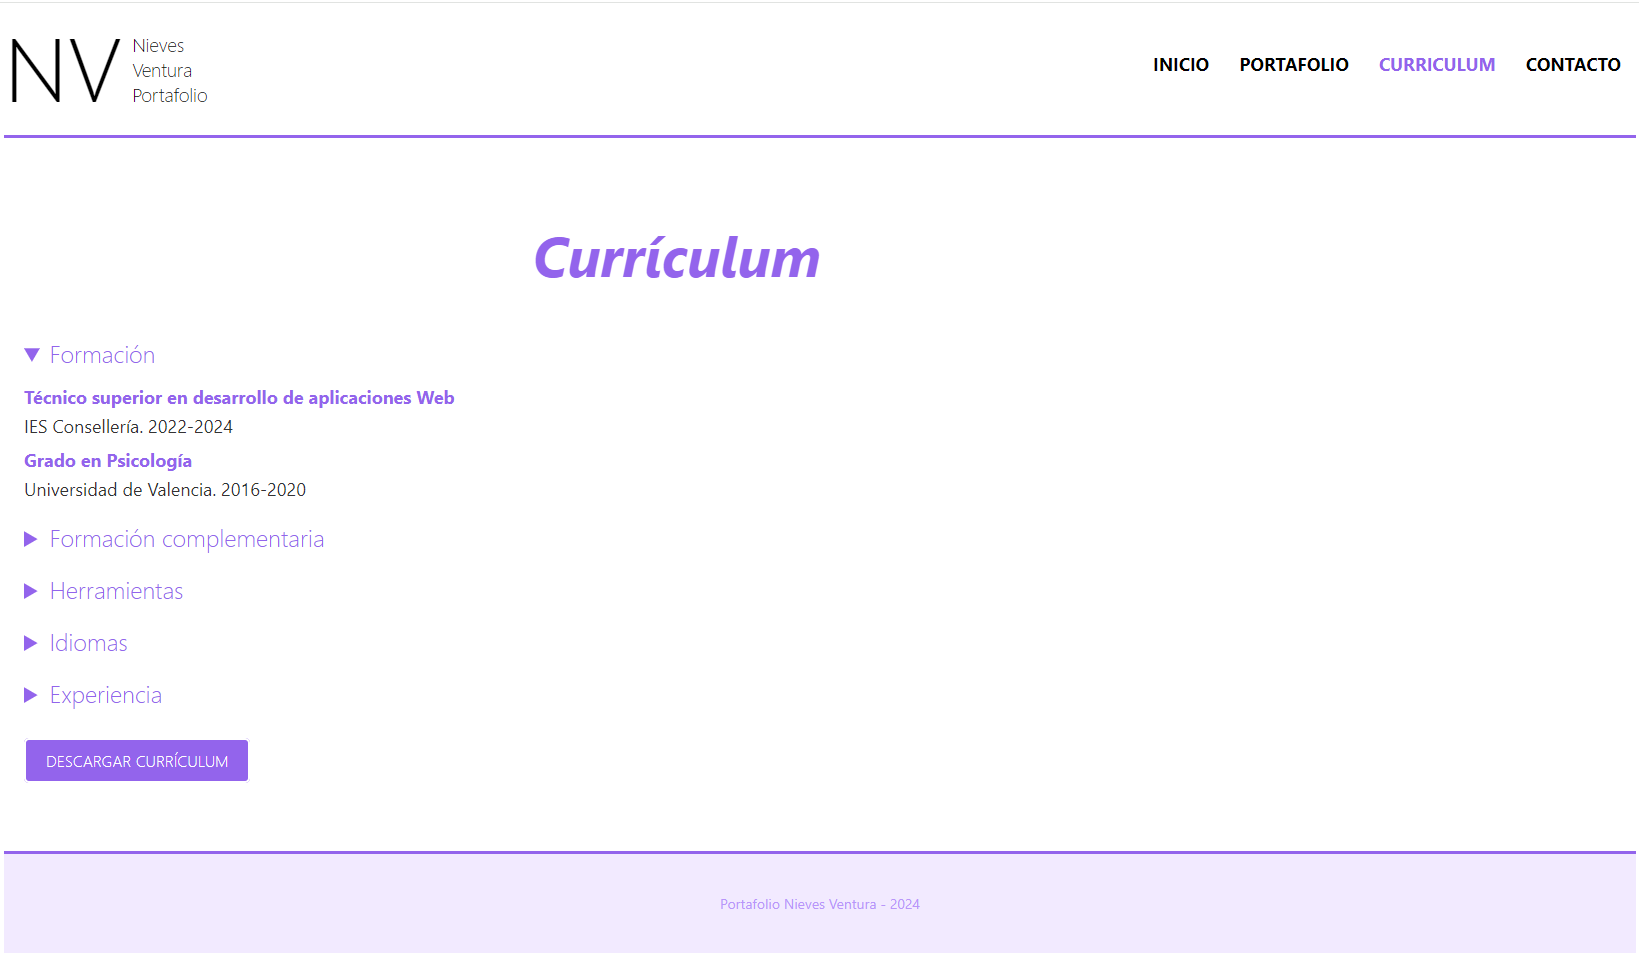 NV
Nieves
Ventura
Portafolio
INICIO PORTAFOLIO CURRICULUM CONTACTO
Currículum
Formación
Técnico superior en desarrollo de aplicaciones Web
IES Consellería. 2022-2024
Grado en Psicología
Universidad de Valencia. 2016-2020
Formación complementaria
Herramientas
Idiomas
Experiencia
DESCARGAR CURRÍCULUM
Portafolio Nieves Ventura - 2024